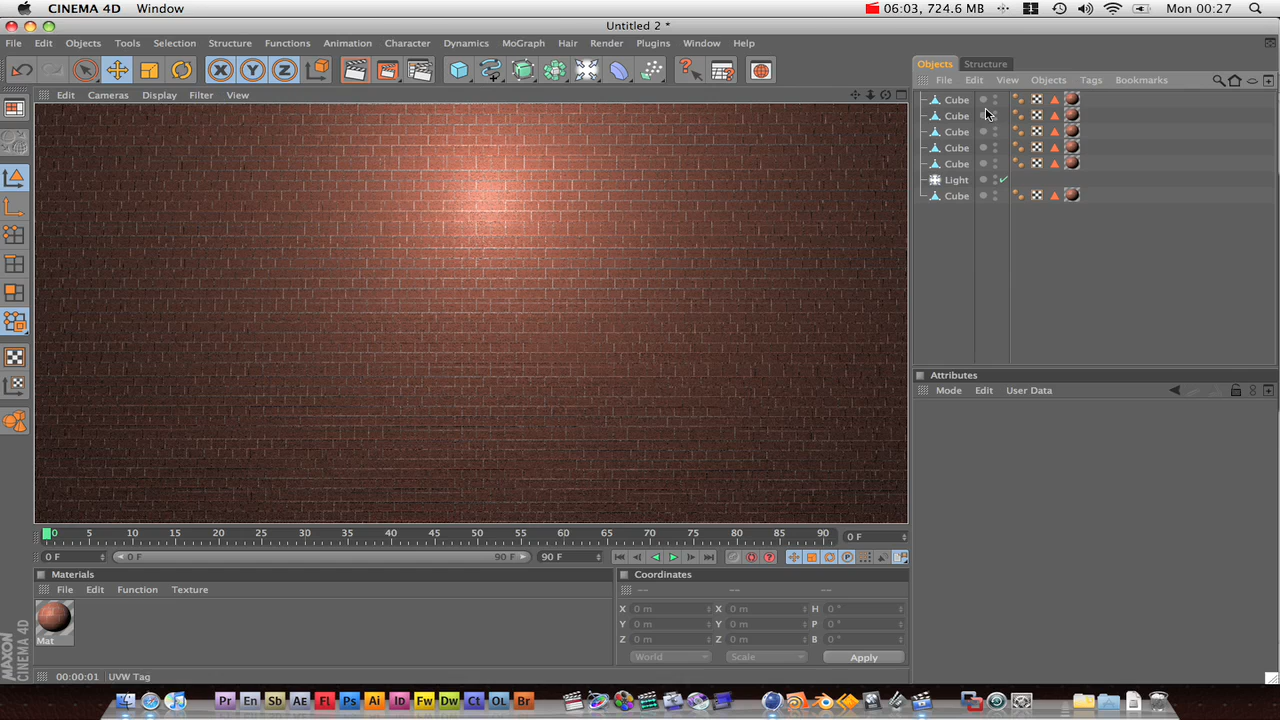 CINEMA 4D Window 06:03, 724.6 MB Mon 00:27
Untitled 2 *
File Edit Objects Tools Selection Structure Functions Animation Character Dynamics MoGraph Hair Render Plugins Window Help
X Y Z
Objects Structure
File Edit View Objects Tags Bookmarks
Edit Cameras Display Filter View
Cube
Cube
Cube
Cube
Cube
Light
Cube
Attributes
Mode Edit User Data
0 5 10 15 20 25 30 35 40 45 50 55 60 65 70 75 80 85 90 0 F
0 F 0 F 90 F 90 F
Materials
File Edit Function Texture
Mat
Coordinates
-- -- --
X 0 m X 0 m H 0 °
Y 0 m Y 0 m P 0 °
Z 0 m Z 0 m B 0 °
World Scale Apply
MAXON
CINEMA 4D
00:00:01 UVW Tag
Pr En Sb AE Fl Ps Ai Id Fw Dw Ct OL Br